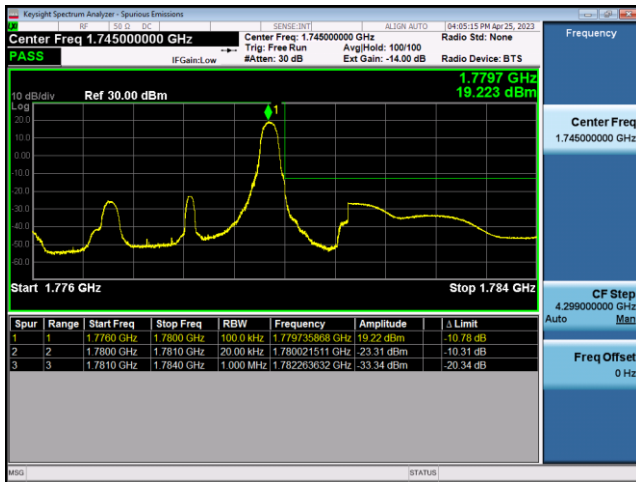 Keysight Spectrum Analyzer - Spurious Emissions
RF 50 Ω DC SENSE:INT ALIGN AUTO 04:05:15 PM Apr 25, 2023
Center Freq 1.745000000 GHz
Center Freq: 1.745000000 GHz Radio Std: None
Trig: Free Run Avg|Hold: 100/100
PASS IFGain:Low #Atten: 30 dB Ext Gain: -14.00 dB Radio Device: BTS
1.7797 GHz
19.223 dBm
10 dB/div Ref 30.00 dBm
Log
1
20.0
10.0
0.00
-10.0
-20.0
-30.0
-40.0
-50.0
-60.0
Start 1.776 GHz Stop 1.784 GHz
Spur Range Start Freq Stop Freq RBW Frequency Amplitude Δ Limit
1 1 1.7760 GHz 1.7800 GHz 100.0 kHz 1.779735868 GHz 19.22 dBm -10.78 dB
2 2 1.7800 GHz 1.7810 GHz 20.00 kHz 1.780021511 GHz -23.31 dBm -10.31 dB
3 3 1.7810 GHz 1.7840 GHz 1.000 MHz 1.782263632 GHz -33.34 dBm -20.34 dB
MSG STATUS
Frequency
Center Freq
1.745000000 GHz
CF Step
4.299000000 GHz
Auto Man
Freq Offset
0 Hz